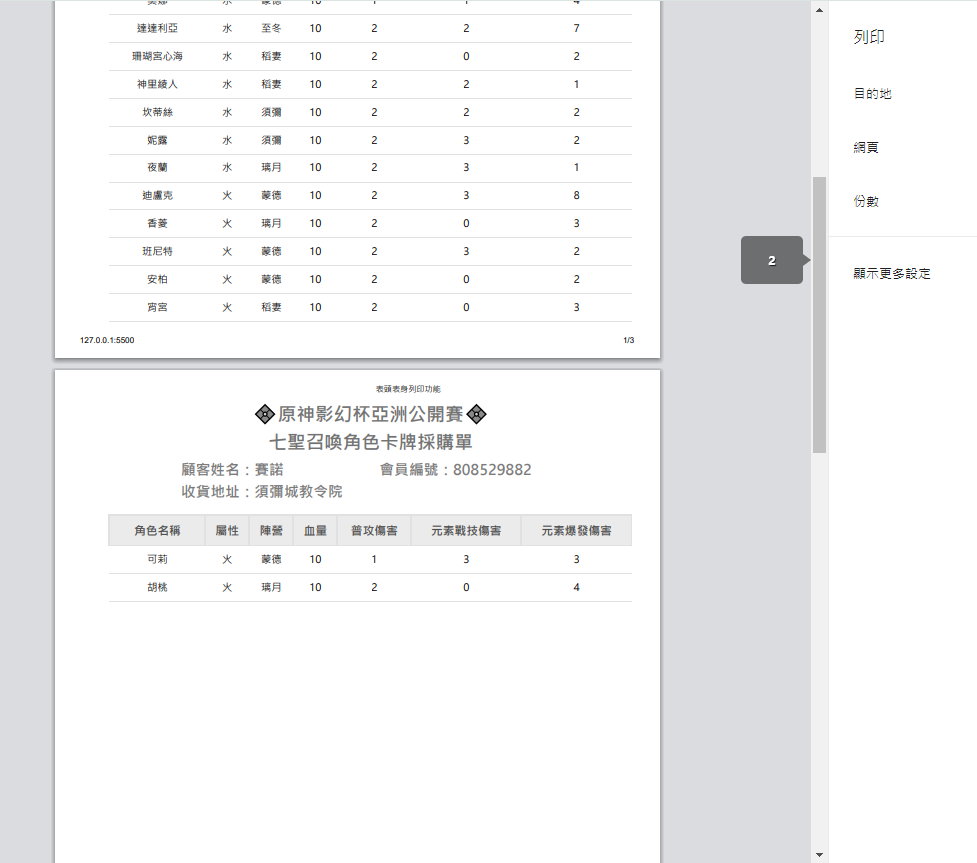 水 蒙德 10 1 1 4
達達利亞 水 至冬 10 2 2 7
珊瑚宮心海 水 稻妻 10 2 0 2
神里綾人 水 稻妻 10 2 2 1
坎蒂絲 水 須彌 10 2 2 2
妮露 水 須彌 10 2 3 2
夜蘭 水 璃月 10 2 3 1
迪盧克 火 蒙德 10 2 3 8
香菱 火 璃月 10 2 0 3
班尼特 火 蒙德 10 2 3 2
安柏 火 蒙德 10 2 0 2
宵宮 火 稻妻 10 2 0 3
127.0.0.1:5500 1/3
表頭表身列印功能
原神影幻杯亞洲公開賽
七聖召喚角色卡牌採購單
顧客姓名：賽諾 會員編號：808529882
收貨地址：須彌城教令院
角色名稱 屬性 陣營 血量 普攻傷害 元素戰技傷害 元素爆發傷害
可莉 火 蒙德 10 1 3 3
胡桃 火 璃月 10 2 0 4
2
列印
目的地
網頁
份數
顯示更多設定